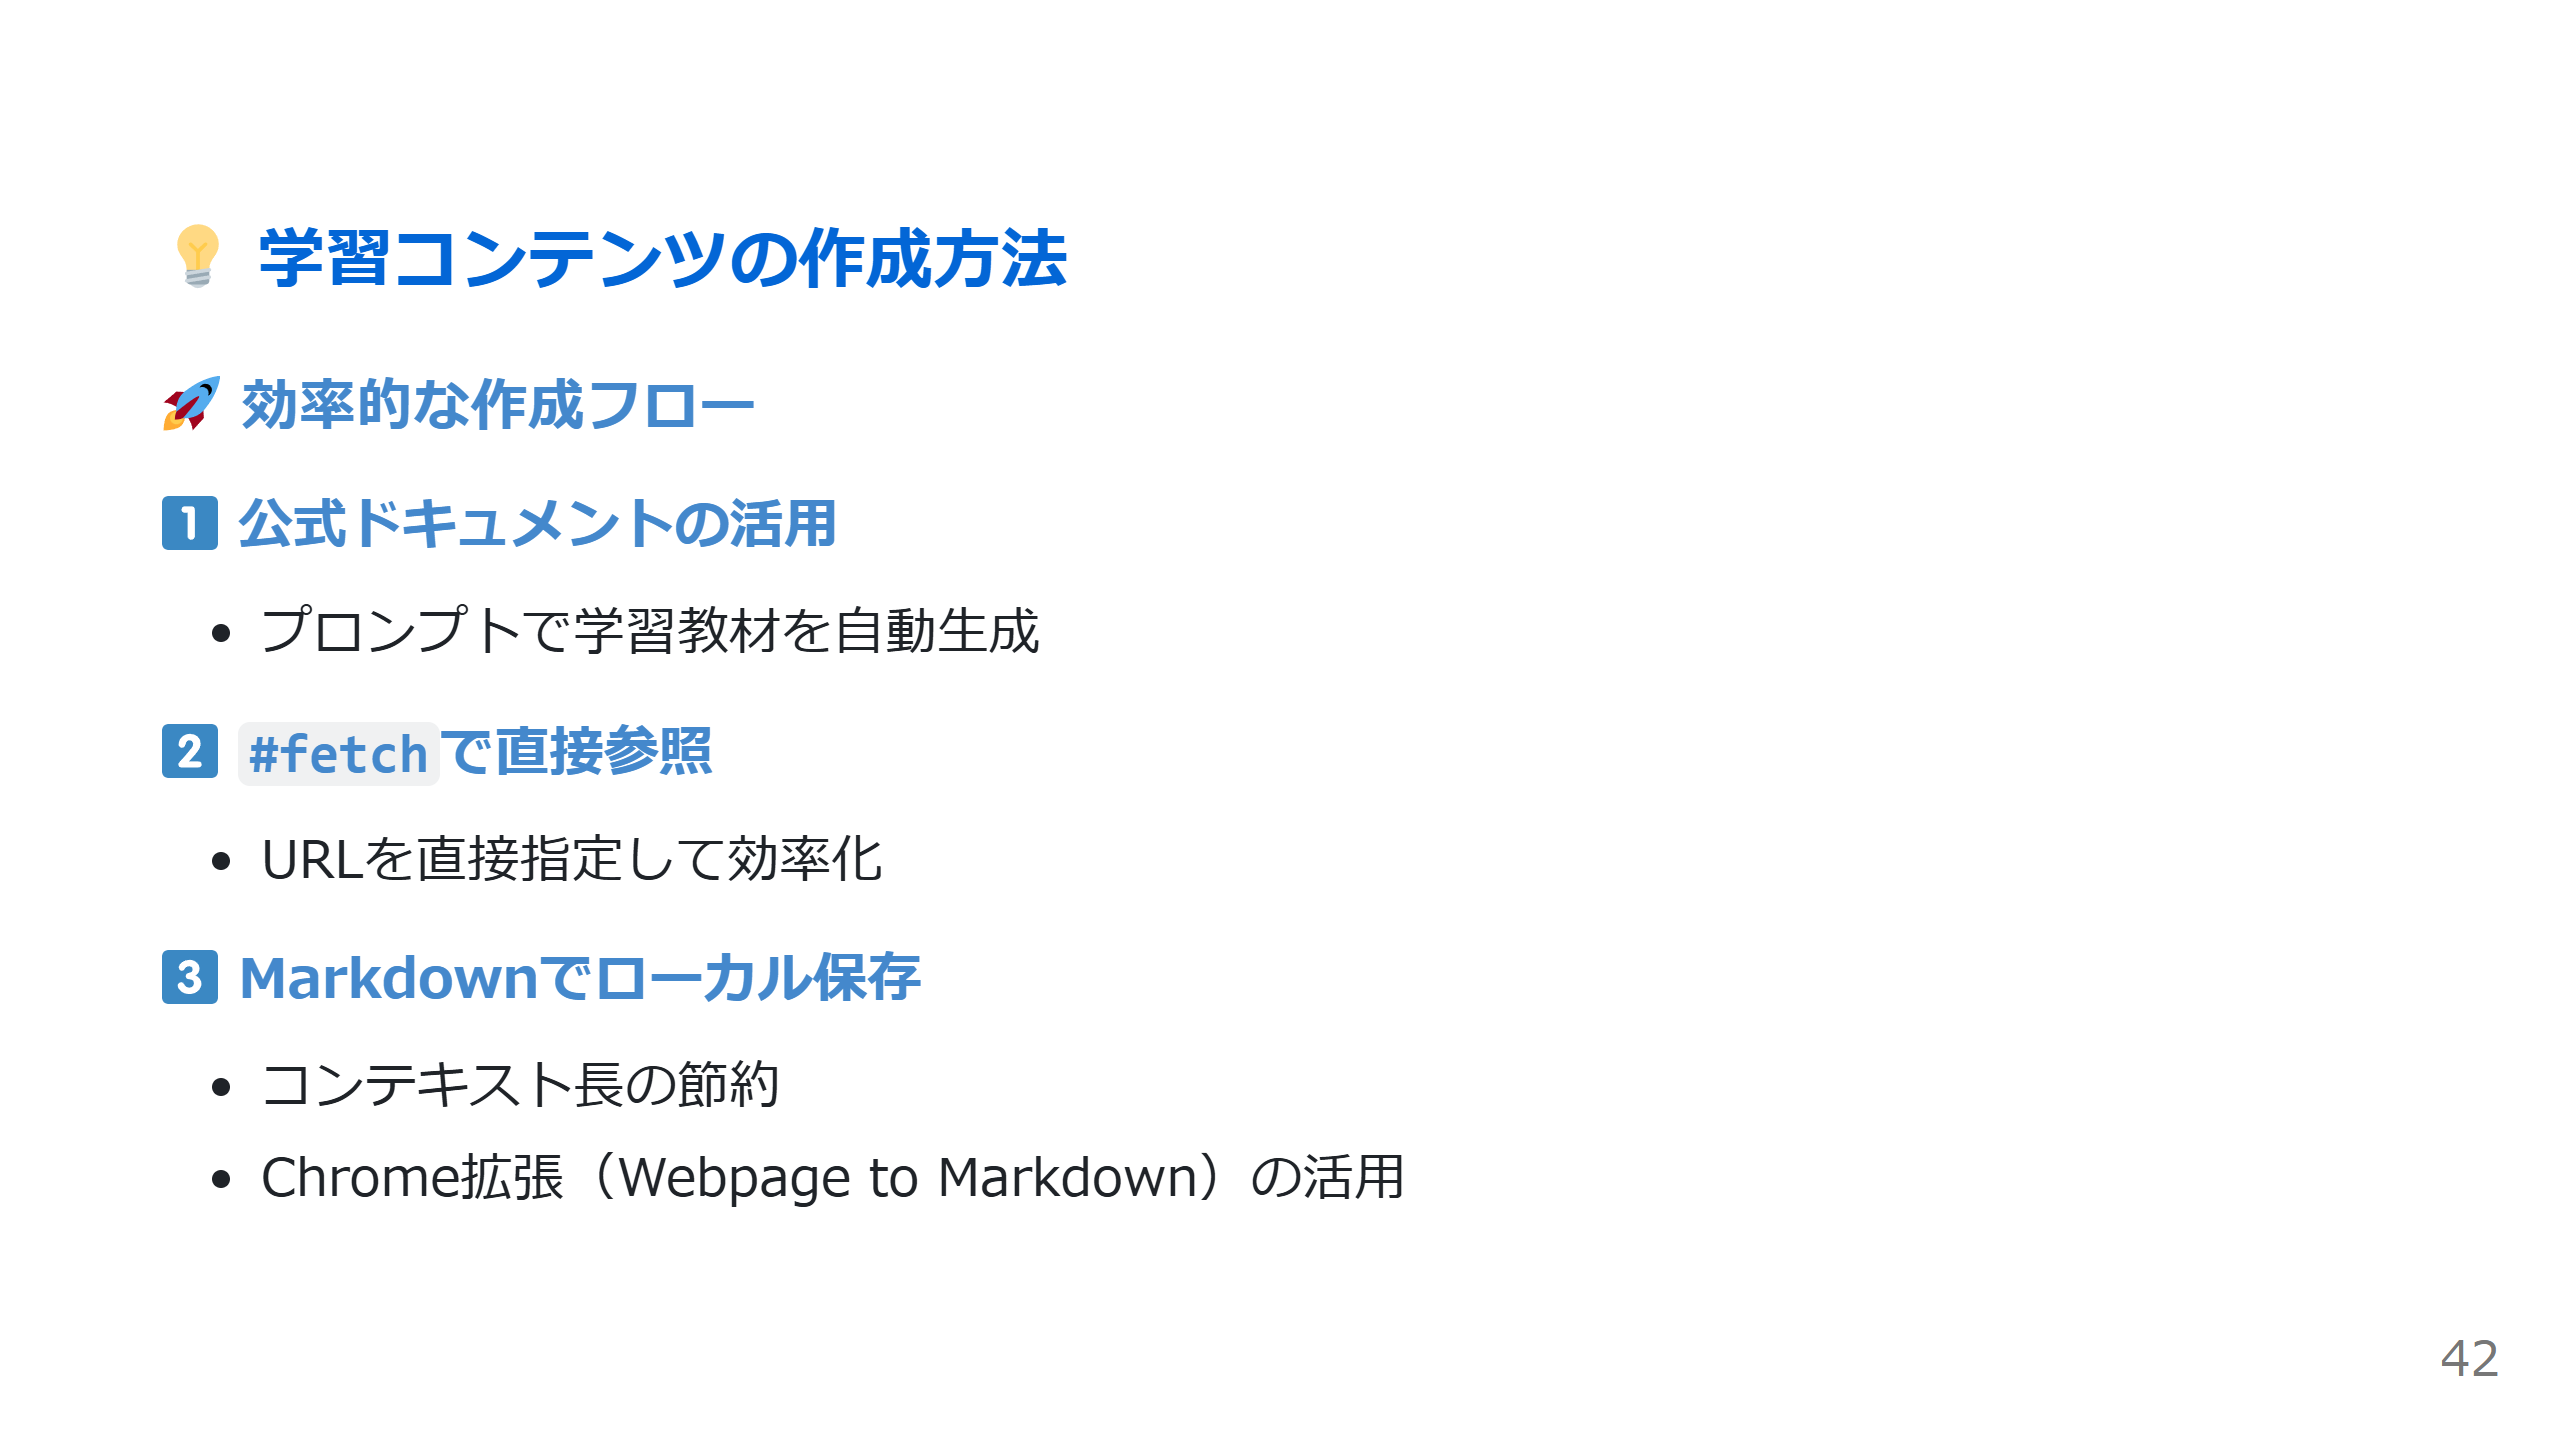 💡 学習コンテンツの作成方法
🚀 効率的な作成フロー
1️⃣ 公式ドキュメントの活用
• プロンプトで学習教材を自動生成
2️⃣ #fetchで直接参照
• URLを直接指定して効率化
3️⃣ Markdownでローカル保存
• コンテキスト長の節約
• Chrome拡張（Webpage to Markdown）の活用
42